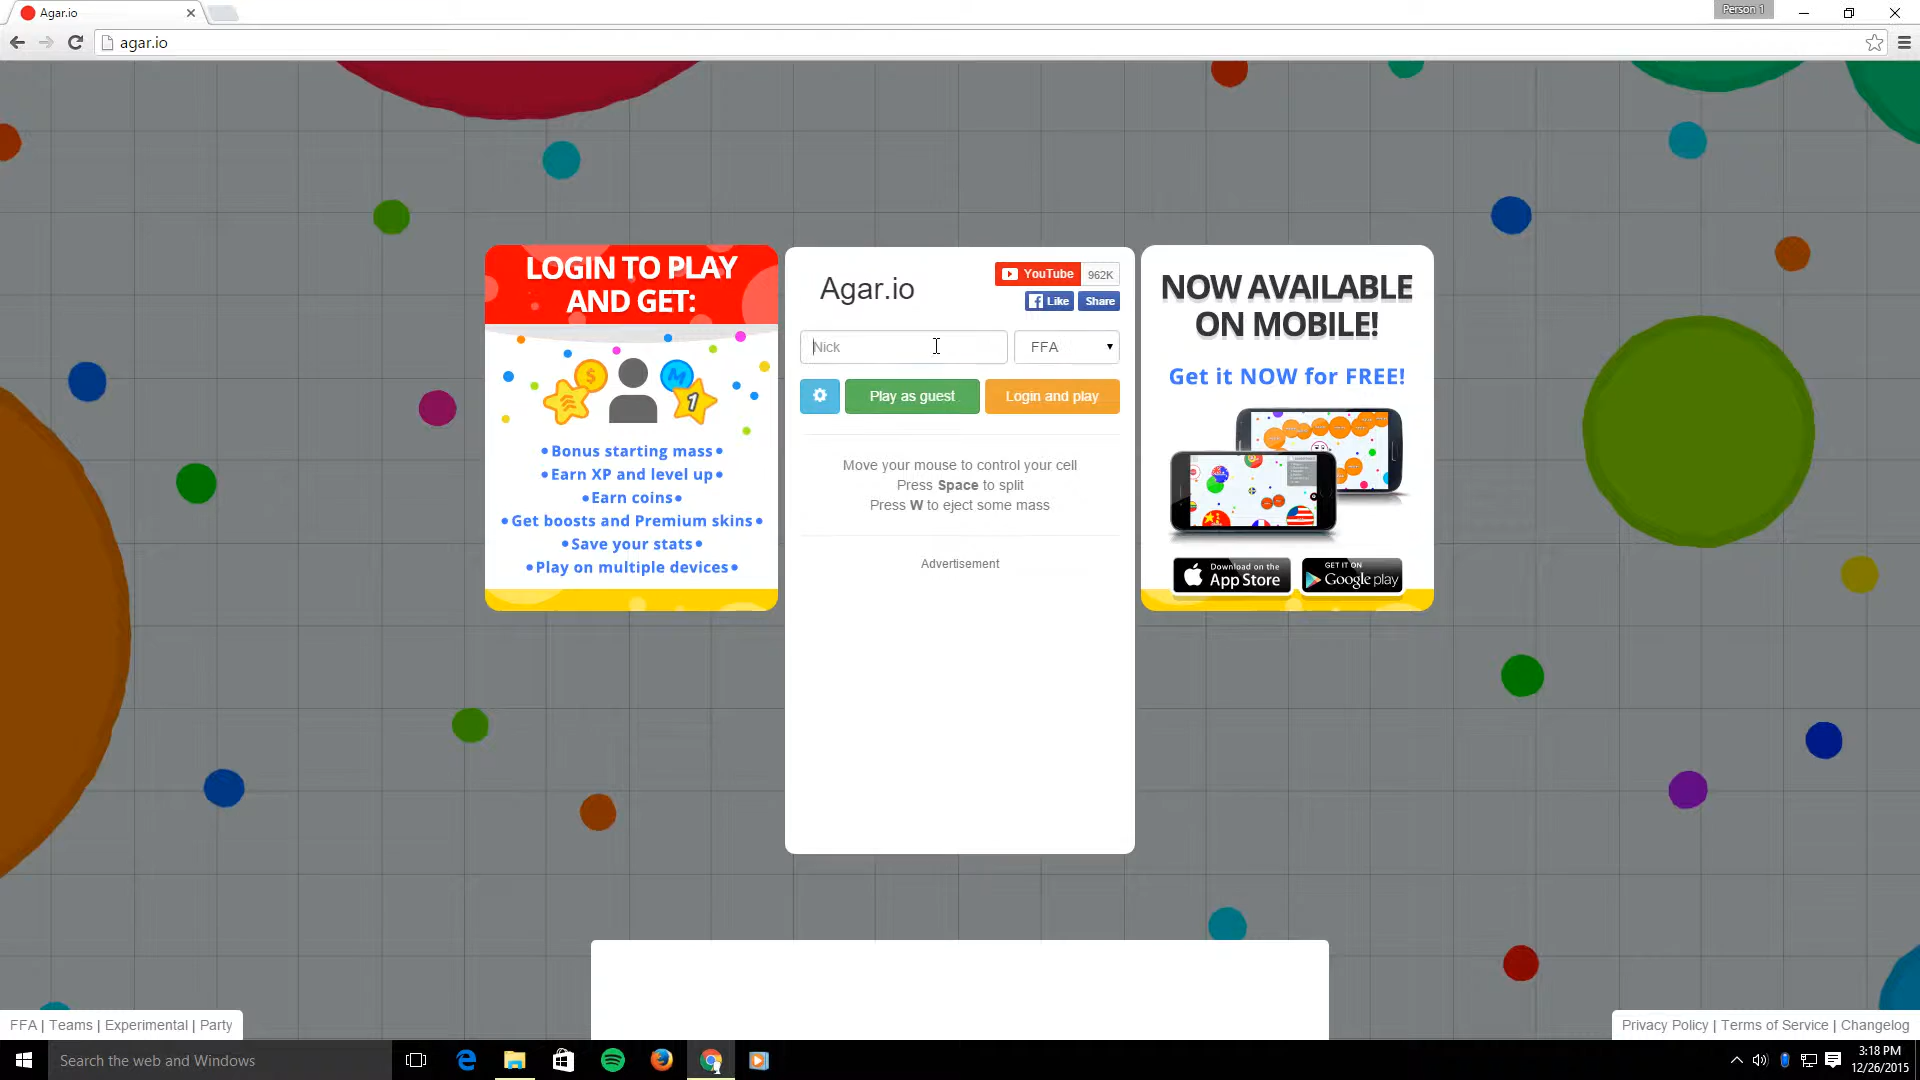 Agar.io
Person 1
agar.io
LOGIN TO PLAY
AND GET:
$ M 1
•Bonus starting mass•
•Earn XP and level up•
•Earn coins•
•Get boosts and Premium skins•
•Save your stats•
•Play on multiple devices•
Agar.io
YouTube 962K
Like Share
Nick FFA
Play as guest Login and play
Move your mouse to control your cell
Press Space to split
Press W to eject some mass
Advertisement
NOW AVAILABLE
ON MOBILE!
Get it NOW for FREE!
Download on the
App Store
GET IT ON
Google play
FFA | Teams | Experimental | Party
Privacy Policy | Terms of Service | Changelog
Search the web and Windows
3:18 PM
12/26/2015